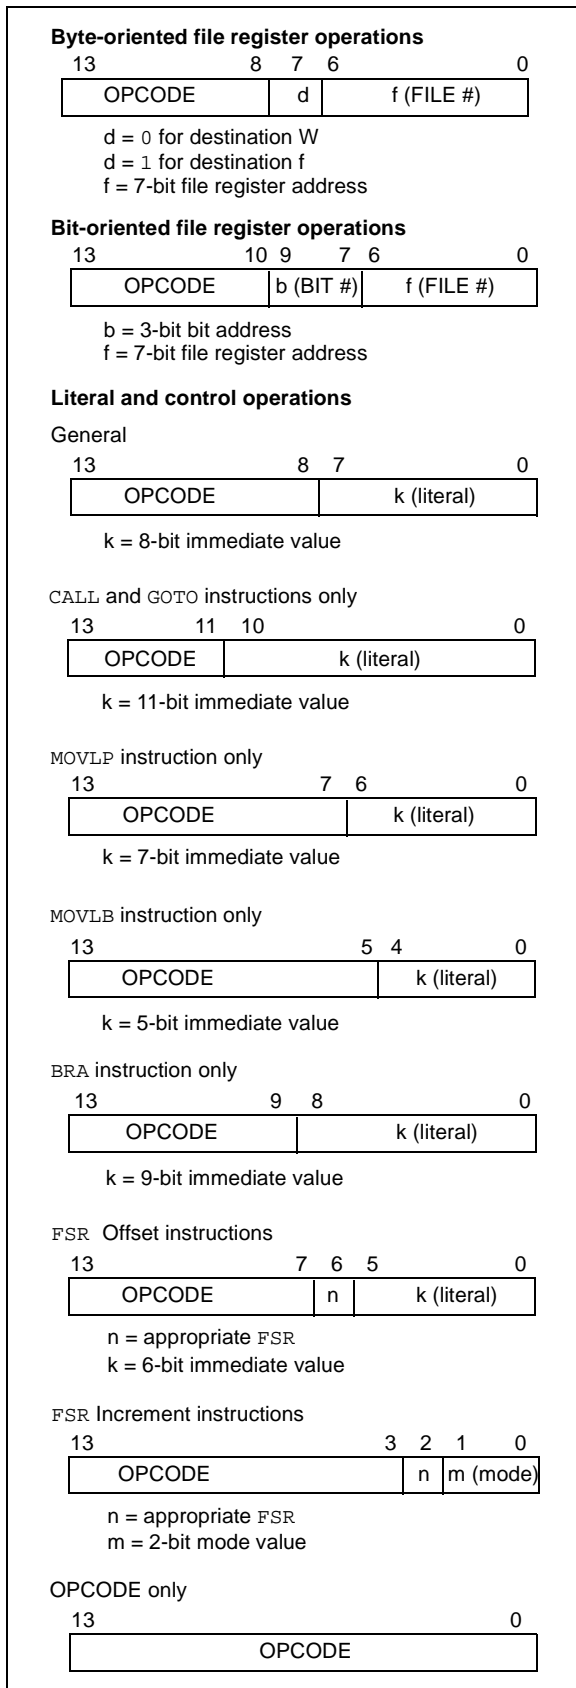 Byte-oriented file register operations
13 8 7 6 0
OPCODE d f (FILE #)
d = 0 for destination W
d = 1 for destination f
f = 7-bit file register address
Bit-oriented file register operations
13 10 9 7 6 0
OPCODE b (BIT #) f (FILE #)
b = 3-bit bit address
f = 7-bit file register address
Literal and control operations
General
13 8 7 0
OPCODE k (literal)
k = 8-bit immediate value
CALL and GOTO instructions only
13 11 10 0
OPCODE k (literal)
k = 11-bit immediate value
MOVLP instruction only
13 7 6 0
OPCODE k (literal)
k = 7-bit immediate value
MOVLB instruction only
13 5 4 0
OPCODE k (literal)
k = 5-bit immediate value
BRA instruction only
13 9 8 0
OPCODE k (literal)
k = 9-bit immediate value
FSR Offset instructions
13 7 6 5 0
OPCODE n k (literal)
n = appropriate FSR
k = 6-bit immediate value
FSR Increment instructions
13 3 2 1 0
OPCODE n m (mode)
n = appropriate FSR
m = 2-bit mode value
OPCODE only
13 0
OPCODE